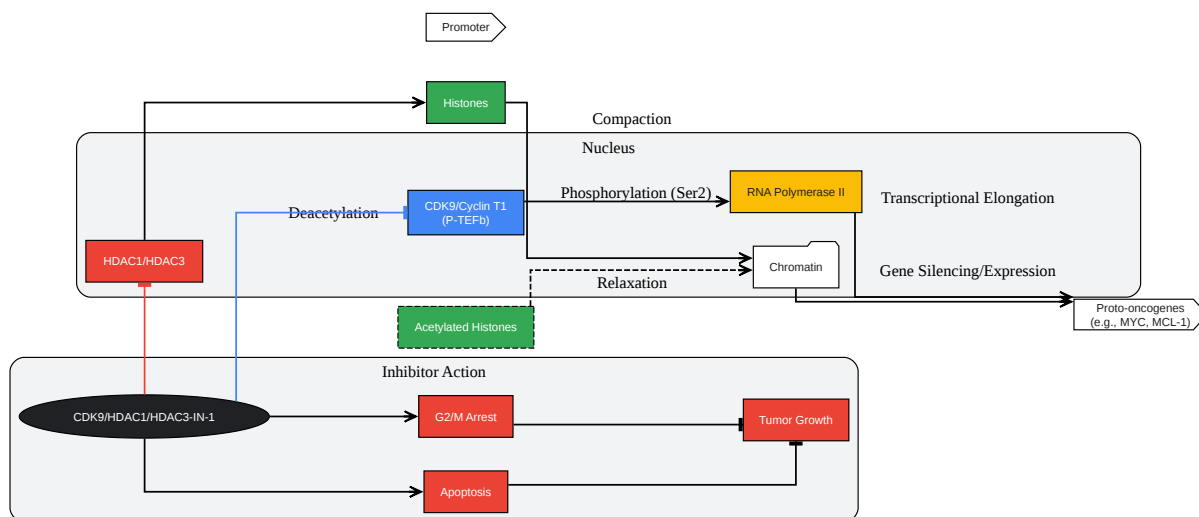 Promoter
Histones
Compaction
Nucleus
Deacetylation
CDK9/Cyclin T1
(P-TEFb)
Phosphorylation (Ser2)
RNA Polymerase II
Transcriptional Elongation
HDAC1/HDAC3
Chromatin
Gene Silencing/Expression
Relaxation
Acetylated Histones
Proto-oncogenes
(e.g., MYC, MCL-1)
Inhibitor Action
CDK9/HDAC1/HDAC3-IN-1
G2/M Arrest
Tumor Growth
Apoptosis